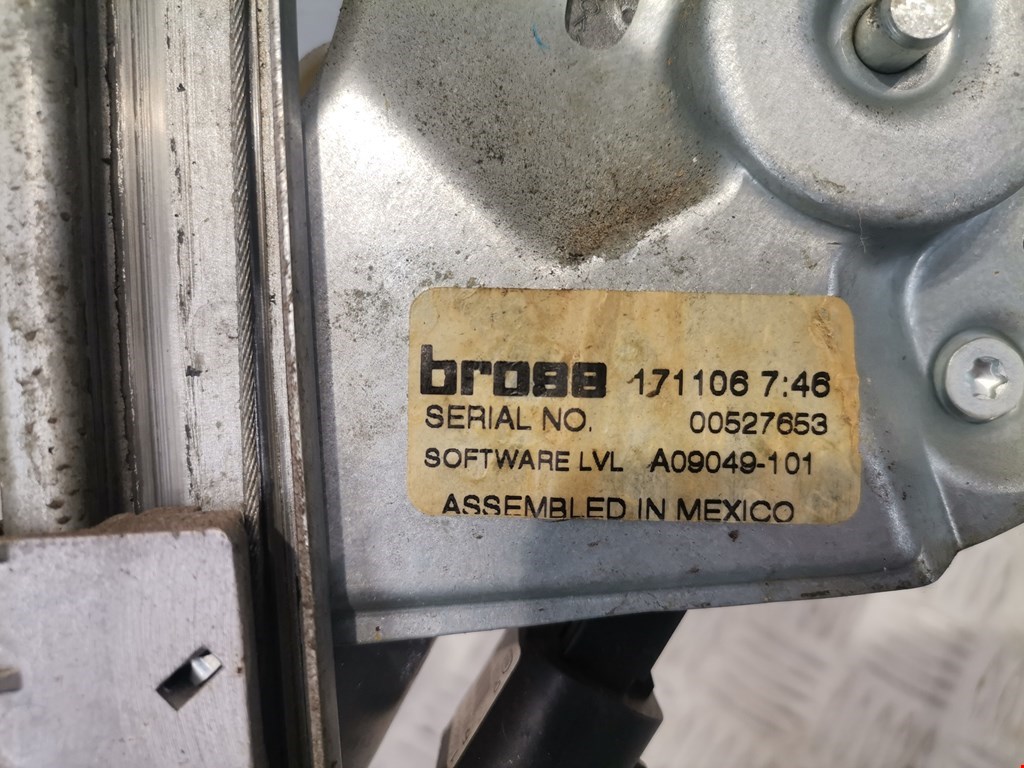 brose 171106 7:46
SERIAL NO. 00527653
SOFTWARE LVL A09049-101
ASSEMBLED IN MEXICO